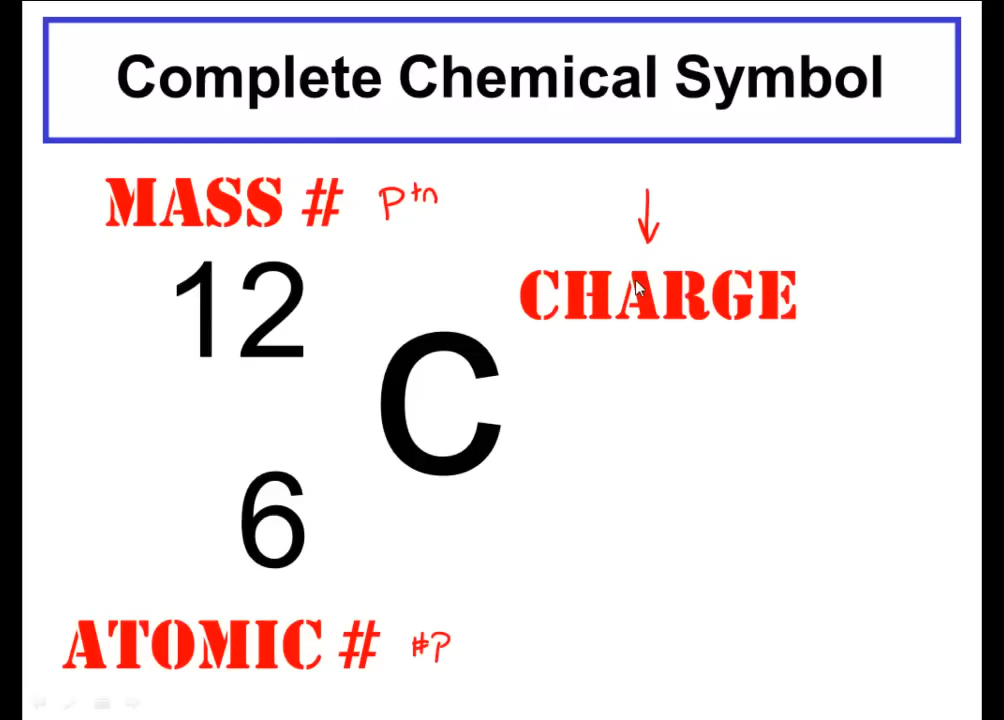 Complete Chemical Symbol
MASS # p+n
CHARGE
12
C
6
ATOMIC # #p